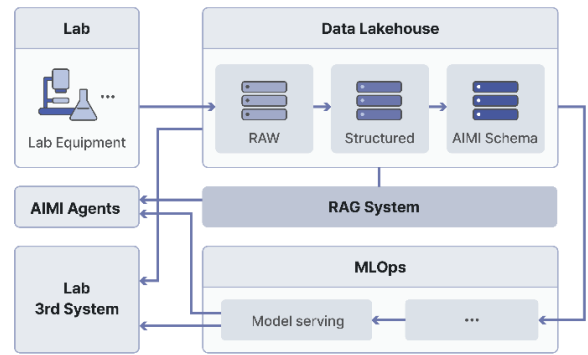 Lab
Data Lakehouse
...
Lab Equipment
RAW
Structured
AIMI Schema
AIMI Agents
RAG System
Lab
3rd System
MLOps
Model serving
...